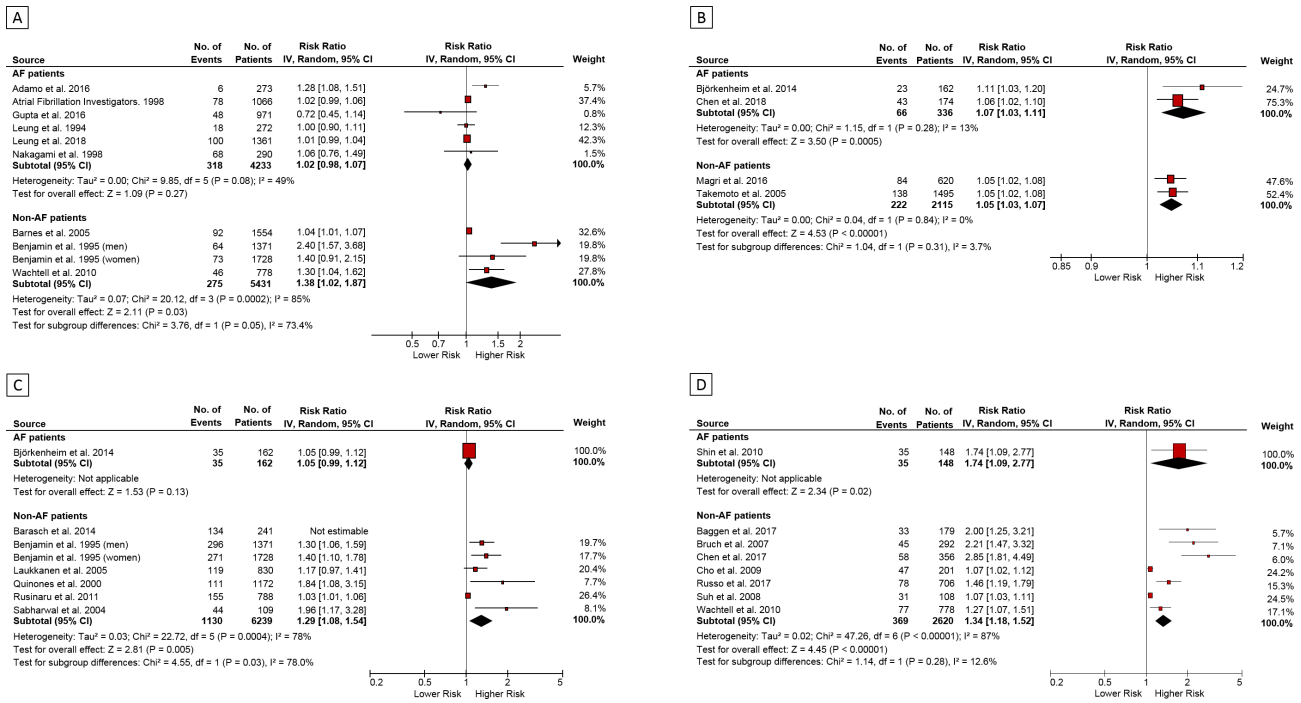 A
No. of No. of Risk Ratio Risk Ratio
Source Events Patients IV, Random, 95% CI IV, Random, 95% CI Weight
AF patients
Adamo et al. 2016 6 273 1.28 [1.08, 1.51] 5.7%
Atrial Fibrillation Investigators. 1998 78 1066 1.02 [0.99, 1.06] 37.4%
Gupta et al. 2016 48 971 0.72 [0.45, 1.14] 0.8%
Leung et al. 1994 18 272 1.00 [0.90, 1.11] 12.3%
Leung et al. 2018 100 1361 1.01 [0.99, 1.04] 42.3%
Nakagami et al. 1998 68 290 1.06 [0.76, 1.49] 1.5%
Subtotal (95% CI) 318 4233 1.02 [0.98, 1.07] 100.0%
Heterogeneity: Tau² = 0.00; Chi² = 9.85, df = 5 (P = 0.08); I² = 49%
Test for overall effect: Z = 1.09 (P = 0.27)
Non-AF patients
Barnes et al. 2005 92 1554 1.04 [1.01, 1.07] 32.6%
Benjamin et al. 1995 (men) 64 1371 2.40 [1.57, 3.68] 19.8%
Benjamin et al. 1995 (women) 73 1728 1.40 [0.91, 2.15] 19.8%
Wachtell et al. 2010 46 778 1.30 [1.04, 1.62] 27.8%
Subtotal (95% CI) 275 5431 1.38 [1.02, 1.87] 100.0%
Heterogeneity: Tau² = 0.07; Chi² = 20.12, df = 3 (P = 0.0002); I² = 85%
Test for overall effect: Z = 2.11 (P = 0.03)
Test for subgroup differences: Chi² = 3.76, df = 1 (P = 0.05), I² = 73.4%
0.5 0.7 1 1.5 2
Lower Risk Higher Risk
B
No. of No. of Risk Ratio Risk Ratio
Source Events Patients IV, Random, 95% CI IV, Random, 95% CI Weight
AF patients
Björkenheim et al. 2014 23 162 1.11 [1.03, 1.20] 24.7%
Chen et al. 2018 43 174 1.06 [1.02, 1.10] 75.3%
Subtotal (95% CI) 66 336 1.07 [1.03, 1.11] 100.0%
Heterogeneity: Tau² = 0.00; Chi² = 1.15, df = 1 (P = 0.28); I² = 13%
Test for overall effect: Z = 3.50 (P = 0.0005)
Non-AF patients
Magri et al. 2016 84 620 1.05 [1.02, 1.08] 47.6%
Takemoto et al. 2005 138 1495 1.05 [1.02, 1.08] 52.4%
Subtotal (95% CI) 222 2115 1.05 [1.03, 1.07] 100.0%
Heterogeneity: Tau² = 0.00; Chi² = 0.04, df = 1 (P = 0.84); I² = 0%
Test for overall effect: Z = 4.53 (P < 0.00001)
Test for subgroup differences: Chi² = 1.04, df = 1 (P = 0.31), I² = 3.7%
0.85 0.9 1 1.1 1.2
Lower Risk Higher Risk
C
No. of No. of Risk Ratio Risk Ratio
Source Events Patients IV, Random, 95% CI IV, Random, 95% CI Weight
AF patients
Björkenheim et al. 2014 35 162 1.05 [0.99, 1.12] 100.0%
Subtotal (95% CI) 35 162 1.05 [0.99, 1.12] 100.0%
Heterogeneity: Not applicable
Test for overall effect: Z = 1.53 (P = 0.13)
Non-AF patients
Barasch et al. 2014 134 241 Not estimable
Benjamin et al. 1995 (men) 296 1371 1.30 [1.06, 1.59] 19.7%
Benjamin et al. 1995 (women) 271 1728 1.40 [1.10, 1.78] 17.7%
Laukkanen et al. 2005 119 830 1.17 [0.97, 1.41] 20.4%
Quinones et al. 2000 111 1172 1.84 [1.08, 3.15] 7.7%
Rusinaru et al. 2011 155 788 1.03 [1.01, 1.06] 26.4%
Sabharwal et al. 2004 44 109 1.96 [1.17, 3.28] 8.1%
Subtotal (95% CI) 1130 6239 1.29 [1.08, 1.54] 100.0%
Heterogeneity: Tau² = 0.03; Chi² = 22.72, df = 5 (P = 0.0004); I² = 78%
Test for overall effect: Z = 2.81 (P = 0.005)
Test for subgroup differences: Chi² = 4.55, df = 1 (P = 0.03), I² = 78.0%
0.2 0.5 1 2 5
Lower Risk Higher Risk
D
No. of No. of Risk Ratio Risk Ratio
Source Events Patients IV, Random, 95% CI IV, Random, 95% CI Weight
AF patients
Shin et al. 2010 35 148 1.74 [1.09, 2.77] 100.0%
Subtotal (95% CI) 35 148 1.74 [1.09, 2.77] 100.0%
Heterogeneity: Not applicable
Test for overall effect: Z = 2.34 (P = 0.02)
Non-AF patients
Baggen et al. 2017 33 179 2.00 [1.25, 3.21] 5.7%
Bruch et al. 2007 45 292 2.21 [1.47, 3.32] 7.1%
Chen et al. 2017 58 356 2.85 [1.81, 4.49] 6.0%
Cho et al. 2009 47 201 1.07 [1.02, 1.12] 24.2%
Russo et al. 2017 78 706 1.46 [1.19, 1.79] 15.3%
Suh et al. 2008 31 108 1.07 [1.03, 1.11] 24.5%
Wachtell et al. 2010 77 778 1.27 [1.07, 1.51] 17.1%
Subtotal (95% CI) 369 2620 1.34 [1.18, 1.52] 100.0%
Heterogeneity: Tau² = 0.02; Chi² = 47.26, df = 6 (P < 0.00001); I² = 87%
Test for overall effect: Z = 4.45 (P < 0.00001)
Test for subgroup differences: Chi² = 1.14, df = 1 (P = 0.28), I² = 12.6%
0.2 0.5 1 2 5
Lower Risk Higher Risk